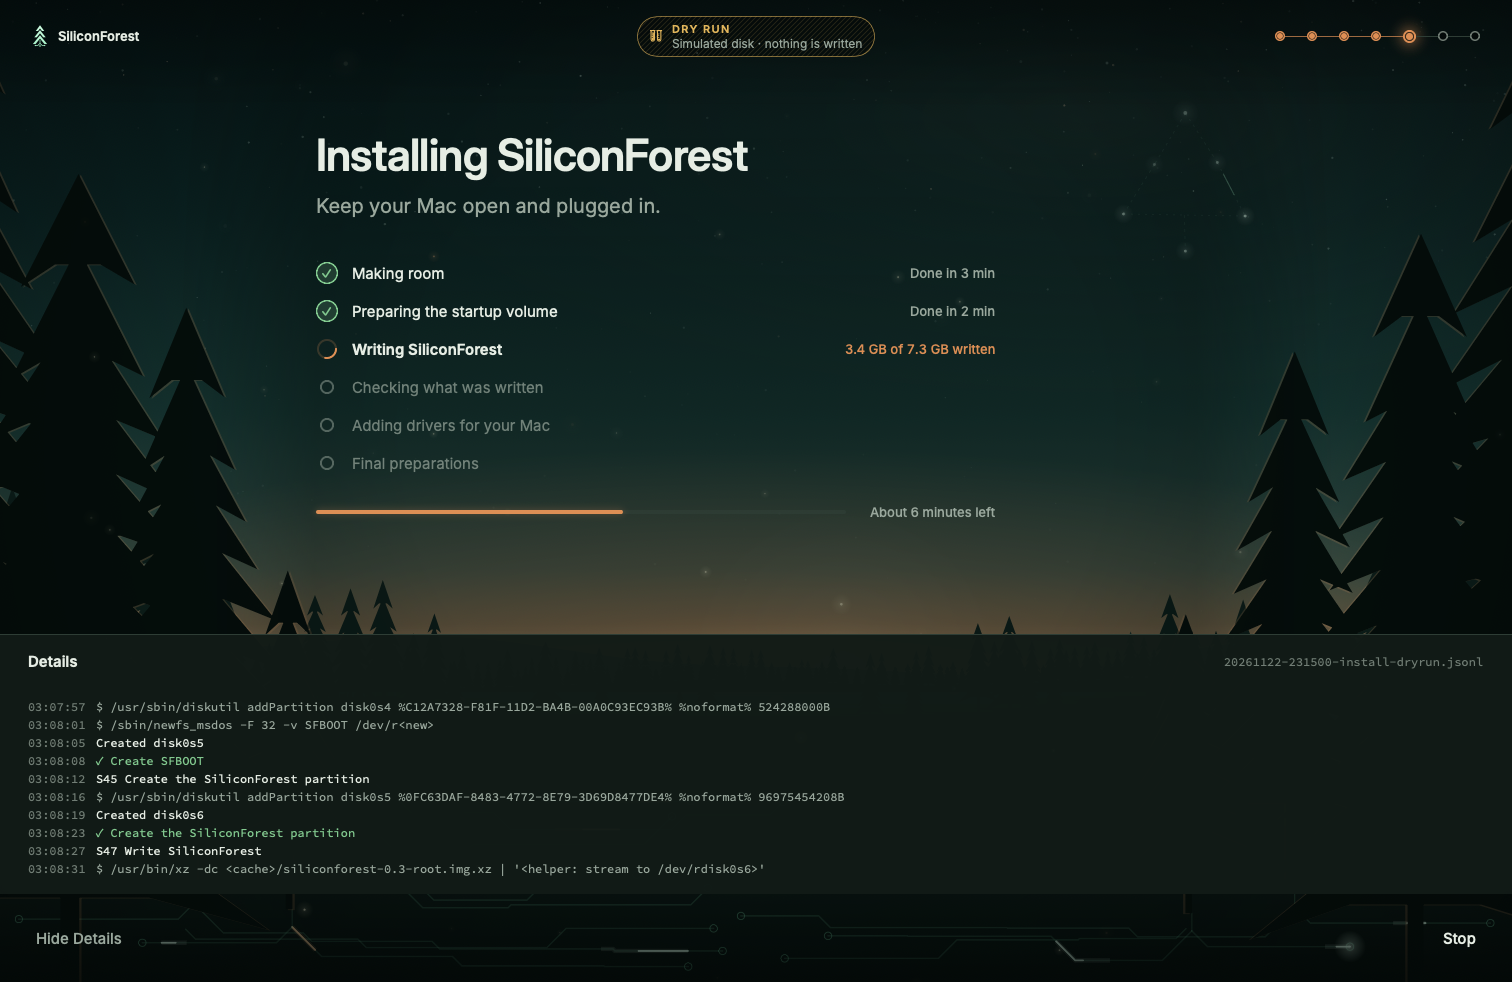 SiliconForest
DRY RUN
Simulated disk · nothing is written
Installing SiliconForest
Keep your Mac open and plugged in.
Making room
Done in 3 min
Preparing the startup volume
Done in 2 min
Writing SiliconForest
3.4 GB of 7.3 GB written
Checking what was written
Adding drivers for your Mac
Final preparations
About 6 minutes left
Details
20261122-231500-install-dryrun.jsonl
03:07:57 $ /usr/sbin/diskutil addPartition disk0s4 %C12A7328-F81F-11D2-BA4B-00A0C93EC93B% %noformat% 524288000B
03:08:01 $ /sbin/newfs_msdos -F 32 -v SFBOOT /dev/r<new>
03:08:05 Created disk0s5
03:08:08 ✓ Create SFBOOT
03:08:12 S45 Create the SiliconForest partition
03:08:16 $ /usr/sbin/diskutil addPartition disk0s5 %0FC63DAF-8483-4772-8E79-3D69D8477DE4% %noformat% 96975454208B
03:08:19 Created disk0s6
03:08:23 ✓ Create the SiliconForest partition
03:08:27 S47 Write SiliconForest
03:08:31 $ /usr/bin/xz -dc <cache>/siliconforest-0.3-root.img.xz | '<helper: stream to /dev/rdisk0s6>'
Hide Details
Stop